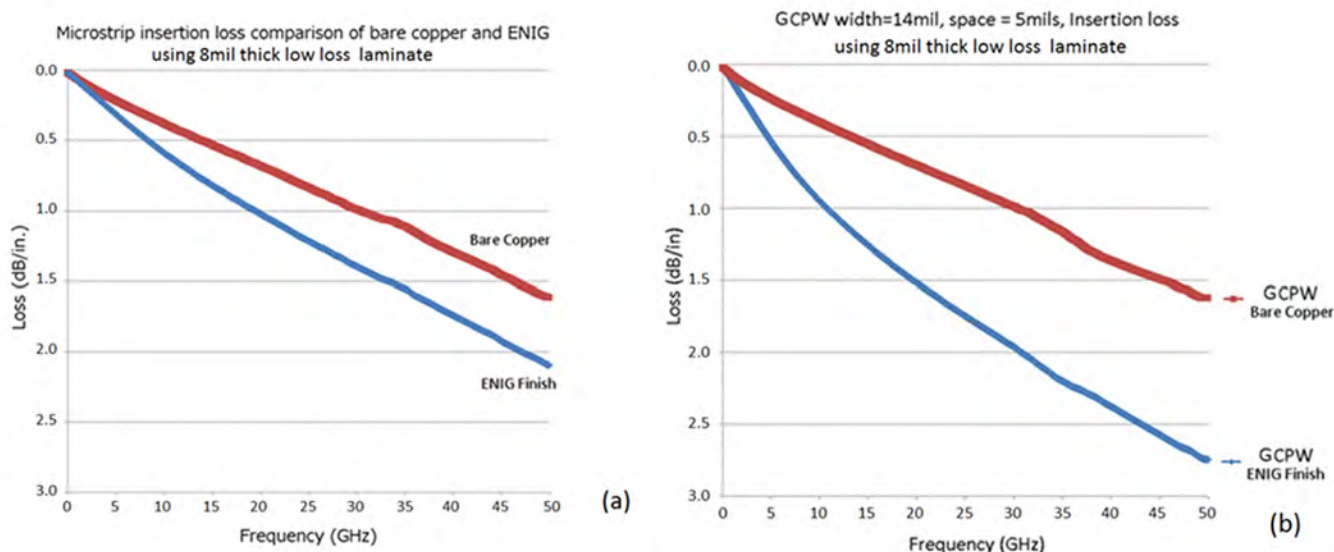 Microstrip insertion loss comparison of bare copper and ENIG
using 8mil thick low loss laminate
0.0
0.5
1.0
1.5
2.0
2.5
3.0
Loss (dB/in.)
Bare Copper
ENIG Finish
0 5 10 15 20 25 30 35 40 45 50
Frequency (GHz)
(a)
GCPW width=14mil, space = 5mils, Insertion loss
using 8mil thick low loss laminate
0.0
0.5
1.0
1.5
2.0
2.5
3.0
Loss (dB/in)
GCPW
Bare Copper
GCPW
ENIG Finish
0 5 10 15 20 25 30 35 40 45 50
Frequency (GHz)
(b)